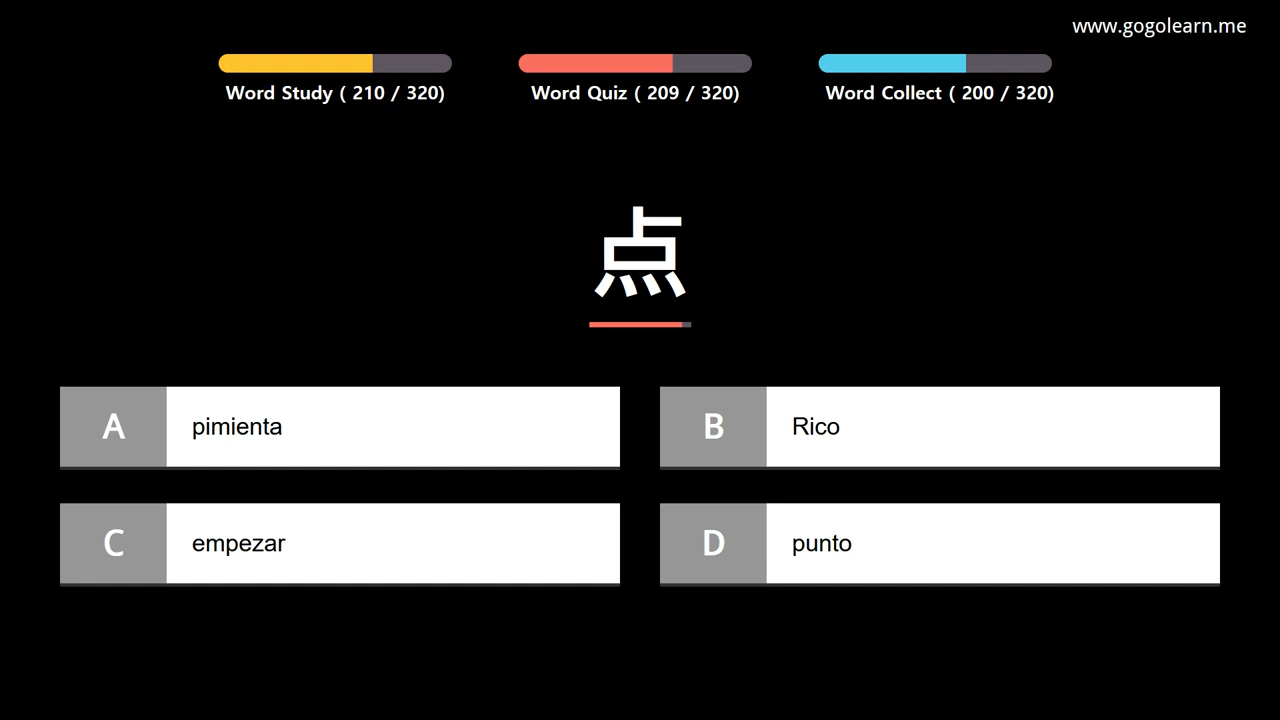 www.gogolearn.me
Word Study ( 210 / 320)
Word Quiz ( 209 / 320)
Word Collect ( 200 / 320)
点
A pimienta
B Rico
C empezar
D punto